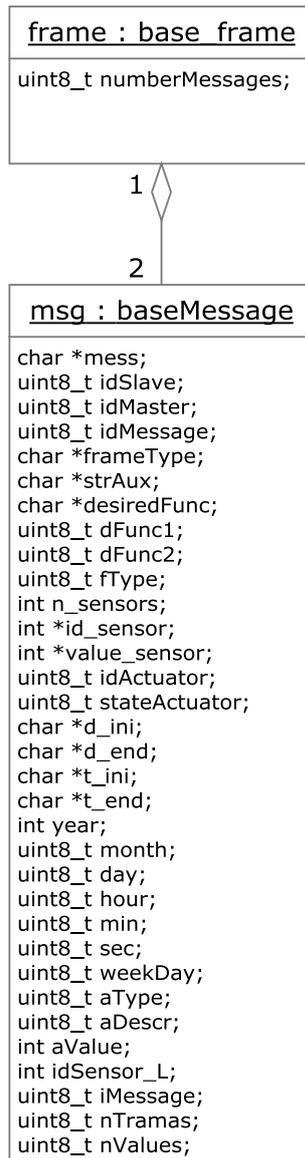 frame : base_frame
uint8_t numberMessages;
1
2
msg : baseMessage
char *mess;
uint8_t idSlave;
uint8_t idMaster;
uint8_t idMessage;
char *frameType;
char *strAux;
char *desiredFunc;
uint8_t dFunc1;
uint8_t dFunc2;
uint8_t fType;
int n_sensors;
int *id_sensor;
int *value_sensor;
uint8_t idActuator;
uint8_t stateActuator;
char *d_ini;
char *d_end;
char *t_ini;
char *t_end;
int year;
uint8_t month;
uint8_t day;
uint8_t hour;
uint8_t min;
uint8_t sec;
uint8_t weekDay;
uint8_t aType;
uint8_t aDescr;
int aValue;
int idSensor_L;
uint8_t iMessage;
uint8_t nTramas;
uint8_t nValues;